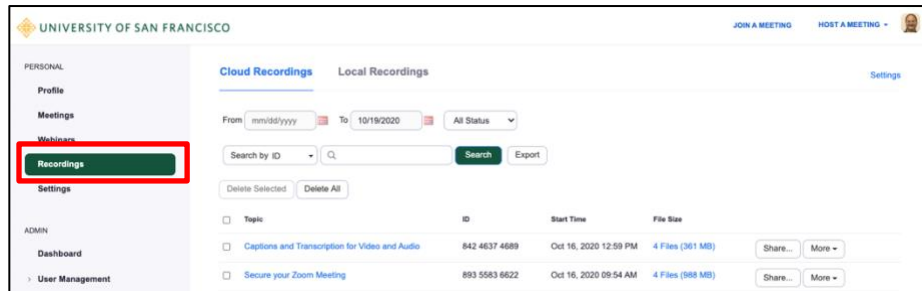 UNIVERSITY OF SAN FRANCISCO
JOIN A MEETING
HOST A MEETING
PERSONAL
Profile
Meetings
Webinars
Recordings
Settings
ADMIN
Dashboard
User Management
Cloud Recordings Local Recordings
Settings
From mm/dd/yyyy To 10/19/2020 All Status
Search by ID Search Export
Delete Selected Delete All
Topic ID Start Time File Size
Captions and Transcription for Video and Audio 842 4637 4689 Oct 16, 2020 12:59 PM 4 Files (361 MB) Share... More
Secure your Zoom Meeting 893 5583 6622 Oct 16, 2020 09:54 AM 4 Files (988 MB) Share... More